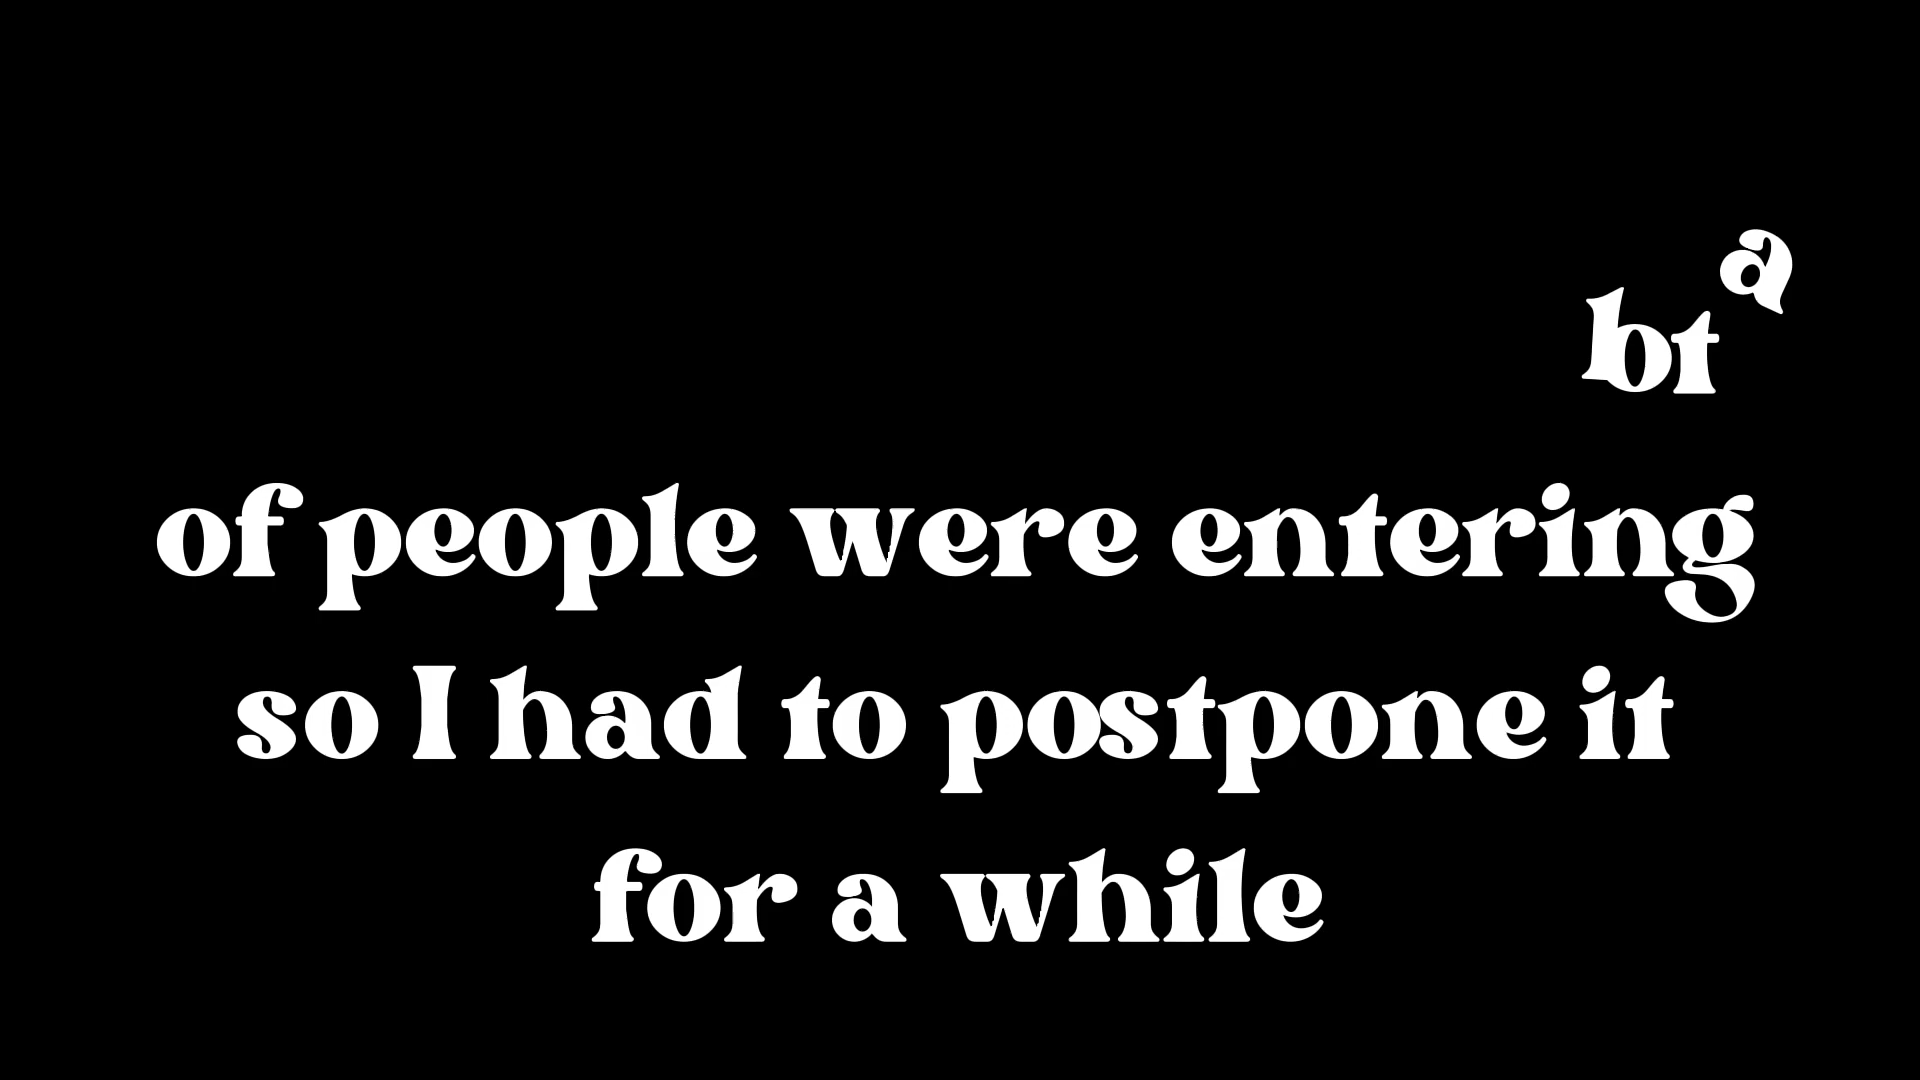 bt a
of people were entering
so I had to postpone it
for a while